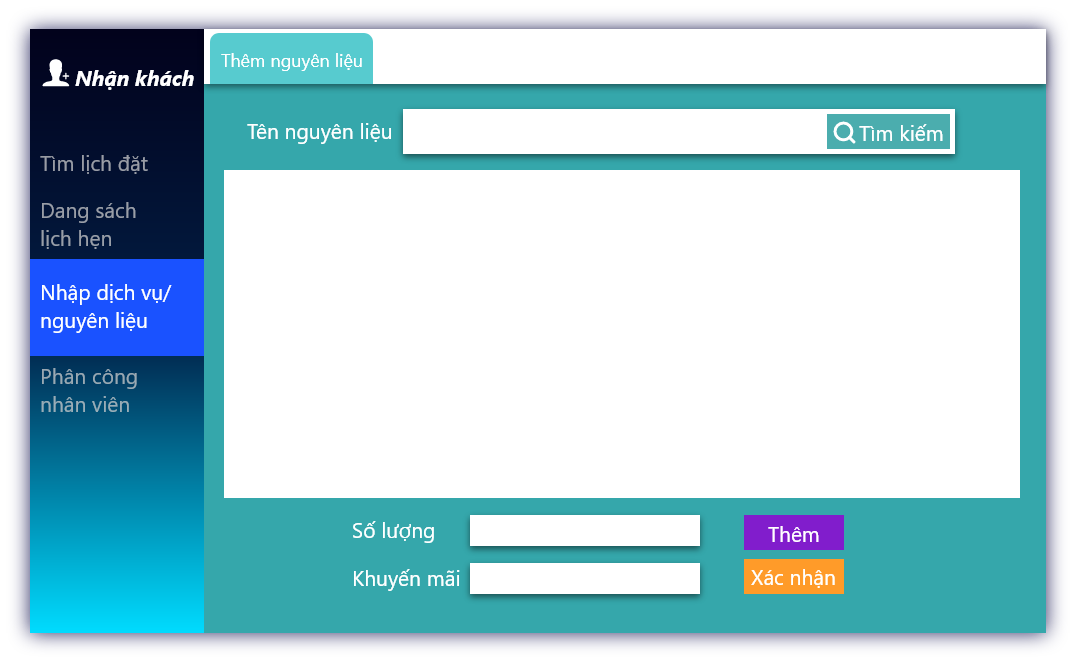 Nhận khách
Thêm nguyên liệu
Tên nguyên liệu
Tìm kiếm
Tìm lịch đặt
Dang sách
lịch hẹn
Nhập dịch vụ/
nguyên liệu
Phân công
nhân viên
Số lượng
Thêm
Khuyến mãi
Xác nhận